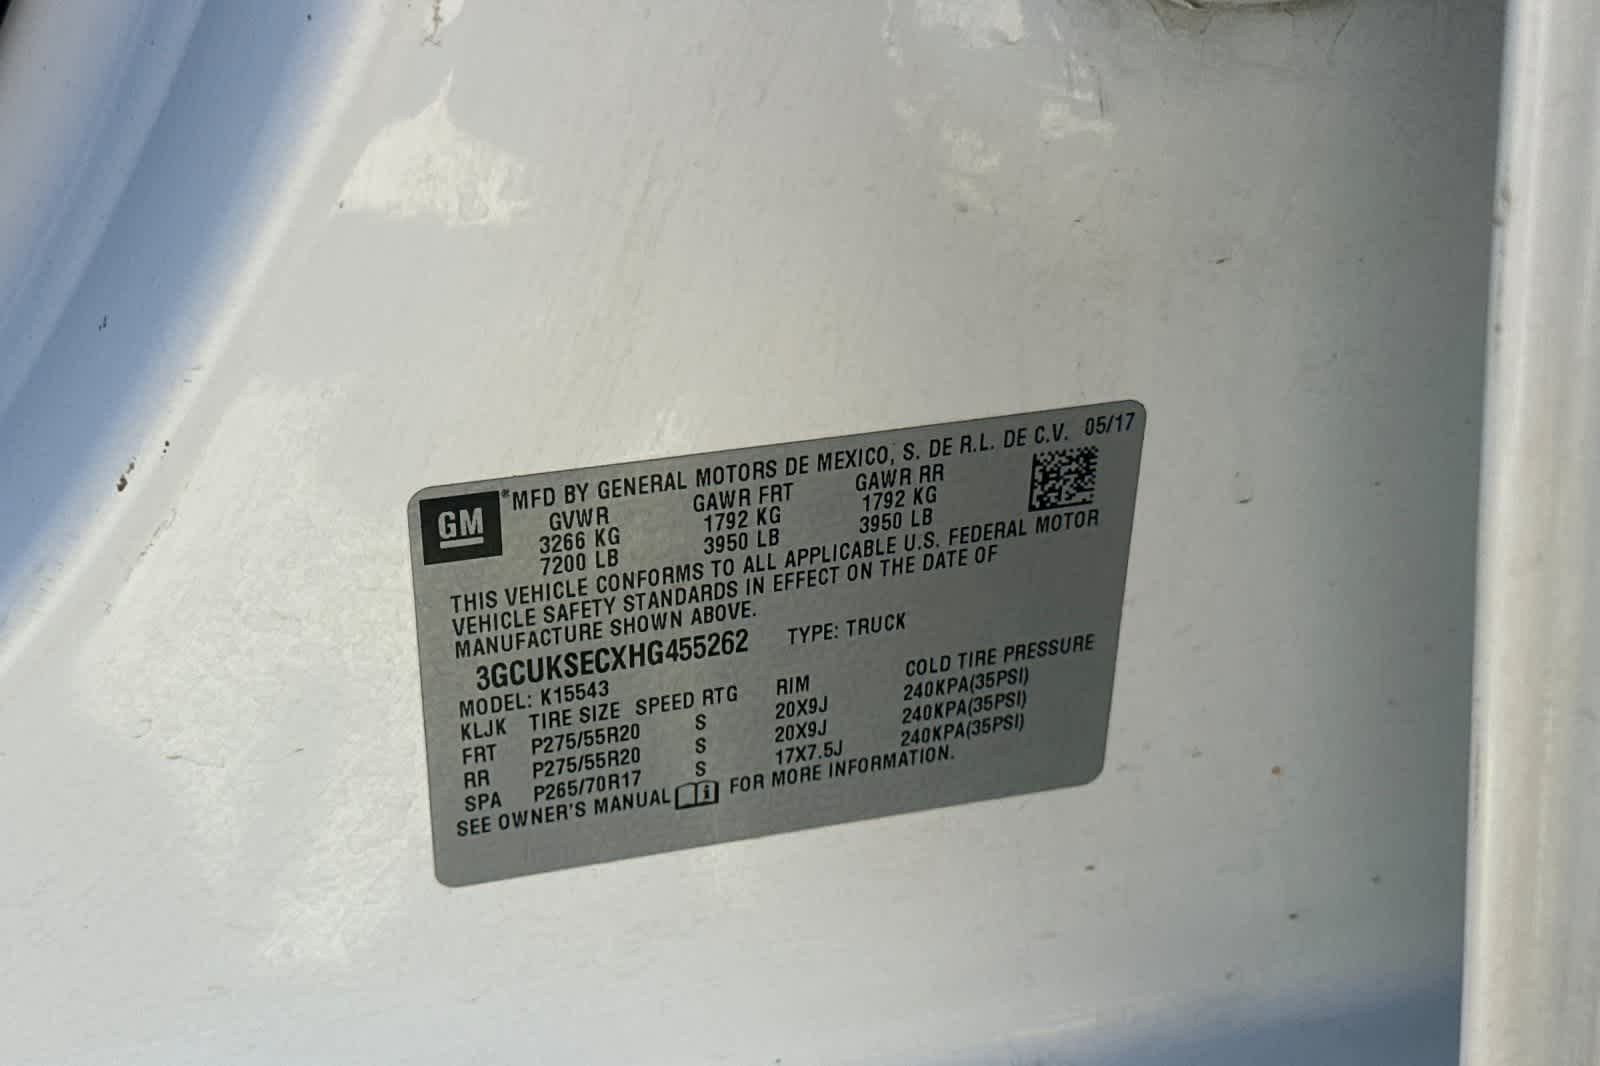 GM
*MFD BY GENERAL MOTORS DE MEXICO, S. DE R.L. DE C.V. 05/17
GVWR GAWR FRT GAWR RR
3266 KG 1792 KG 1792 KG
7200 LB 3950 LB 3950 LB
THIS VEHICLE CONFORMS TO ALL APPLICABLE U.S. FEDERAL MOTOR
VEHICLE SAFETY STANDARDS IN EFFECT ON THE DATE OF
MANUFACTURE SHOWN ABOVE.
3GCUKSECXHG455262 TYPE: TRUCK
MODEL: K15543
KLJK TIRE SIZE SPEED RTG RIM COLD TIRE PRESSURE
FRT P275/55R20 S 20X9J 240KPA(35PSI)
RR P275/55R20 S 20X9J 240KPA(35PSI)
SPA P265/70R17 S 17X7.5J 240KPA(35PSI)
SEE OWNER'S MANUAL i FOR MORE INFORMATION.